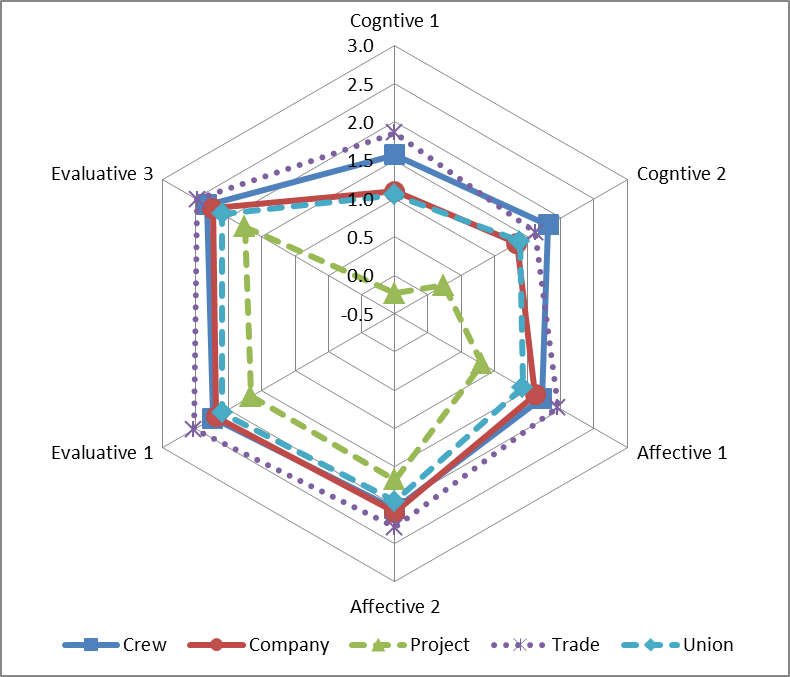 Cogntive 1
3.0
2.5
2.0
1.5
1.0
0.5
0.0
-0.5
Evaluative 3
Cogntive 2
Evaluative 1
Affective 1
Affective 2
Crew Company Project Trade Union